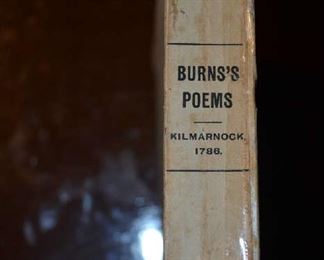 BURNS'S
POEMS
KILMARNOCK,
1786.